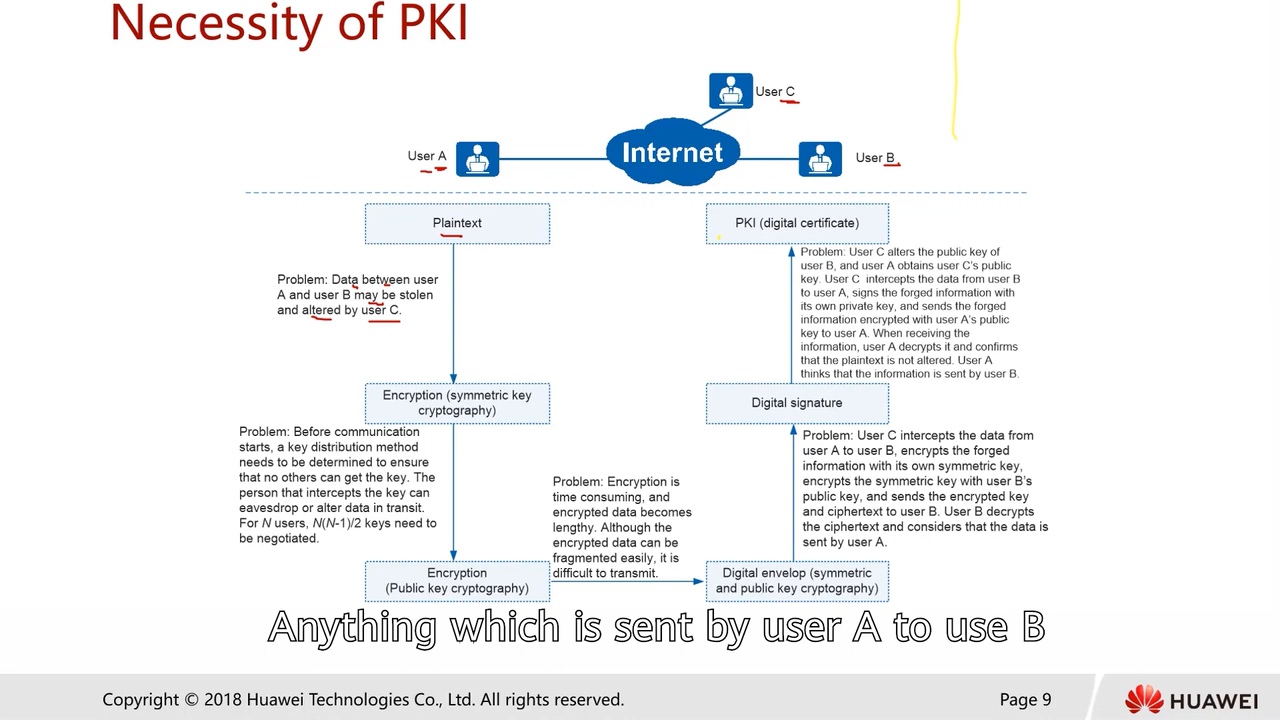 Necessity of PKI
User C
User A
Internet
User B
Plaintext
Problem: Data between user
A and user B may be stolen
and altered by user C.
Encryption (symmetric key
cryptography)
Problem: Before communication
starts, a key distribution method
needs to be determined to ensure
that no others can get the key. The
person that intercepts the key can
eavesdrop or alter data in transit.
For N users, N(N-1)/2 keys need to
be negotiated.
Encryption
(Public key cryptography)
Problem: Encryption is
time consuming, and
encrypted data becomes
lengthy. Although the
encrypted data can be
fragmented easily, it is
difficult to transmit.
Digital envelop (symmetric
and public key cryptography)
Problem: User C intercepts the data from
user A to user B, encrypts the forged
information with its own symmetric key,
encrypts the symmetric key with user B's
public key, and sends the encrypted key
and ciphertext to user B. User B decrypts
the ciphertext and considers that the data is
sent by user A.
Digital signature
Problem: User C alters the public key of
user B, and user A obtains user C's public
key. User C intercepts the data from user B
to user A, signs the forged information with
its own private key, and sends the forged
information encrypted with user A's public
key to user A. When receiving the
information, user A decrypts it and confirms
that the plaintext is not altered. User A
thinks that the information is sent by user B.
PKI (digital certificate)
Anything which is sent by user A to use B
Copyright © 2018 Huawei Technologies Co., Ltd. All rights reserved.
Page 9
HUAWEI